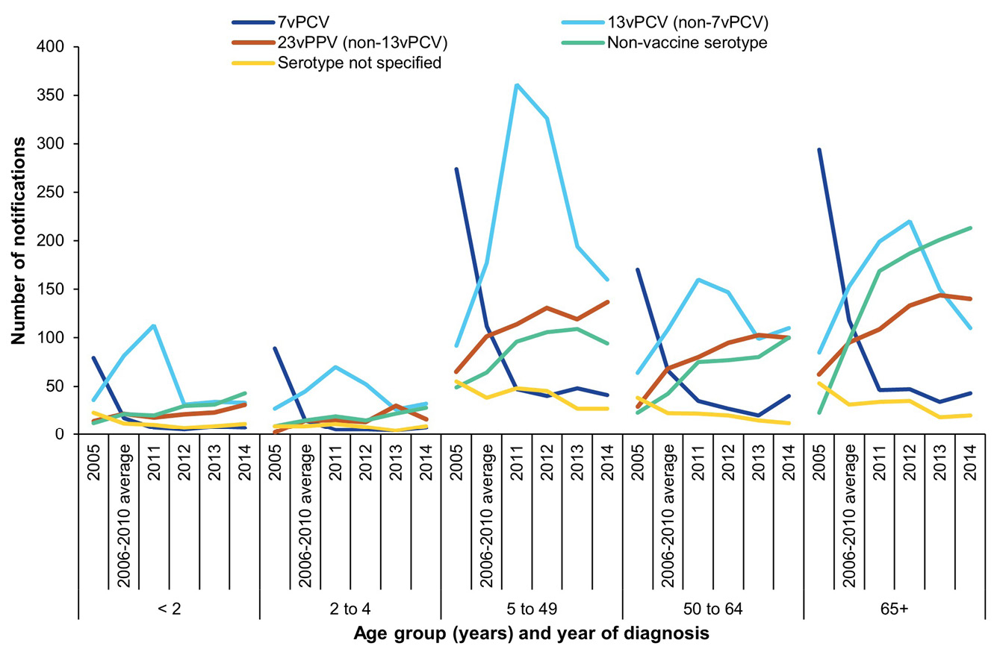 7vPCV
13vPCV (non-7vPCV)
23vPPV (non-13vPCV)
Non-vaccine serotype
Serotype not specified
Number of notifications
400
350
300
250
200
150
100
50
0
2005
2006-2010 average
2011
2012
2013
2014
2005
2006-2010 average
2011
2012
2013
2014
2005
2006-2010 average
2011
2012
2013
2014
2005
2006-2010 average
2011
2012
2013
2014
2005
2006-2010 average
2011
2012
2013
2014
< 2
2 to 4
5 to 49
50 to 64
65+
Age group (years) and year of diagnosis